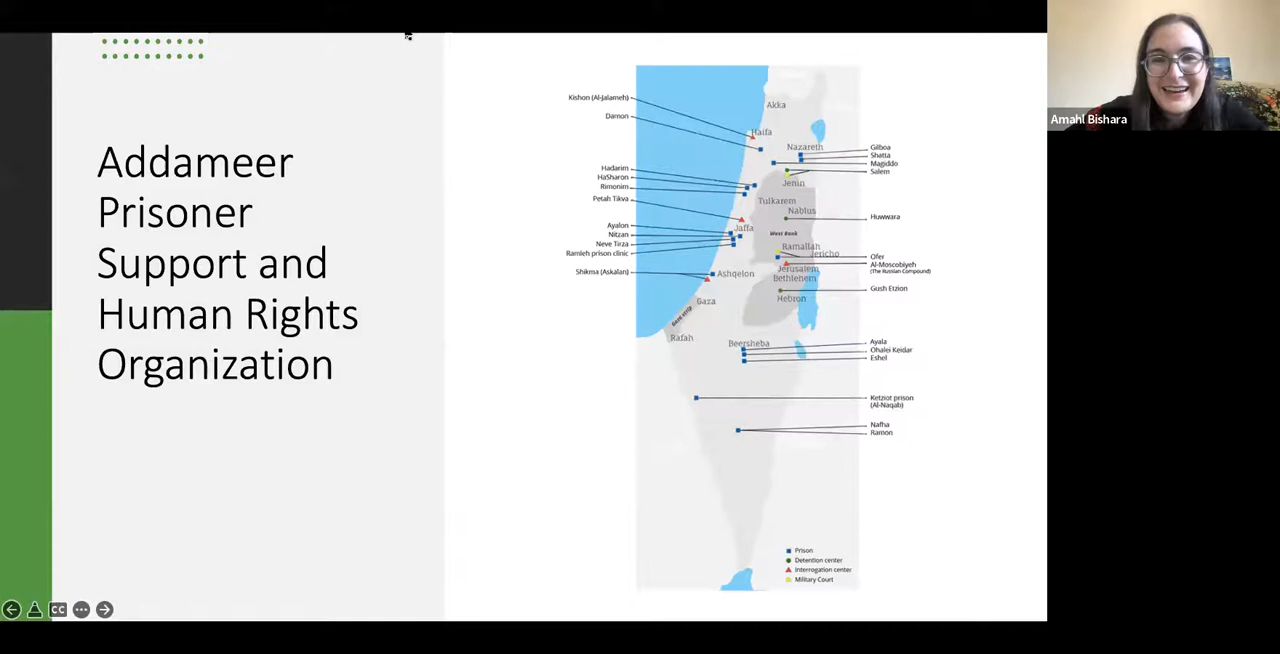 Addameer
Prisoner
Support and
Human Rights
Organization
Kishon (Al-Jalameh)
Damon
Hadarim
HaSharon
Rimonim
Petah Tikva
Ayalon
Nitzan
Neve Tirza
Ramleh prison clinic
Shikma (Askalan)
Akka
Haifa
Nazareth
Jenin
Tulkarem
Nablus
Jaffa
West Bank
Ramallah
Jericho
Jerusalem
Bethlehem
Ashqelon
Hebron
Gaza
Gaza Strip
Rafah
Beersheba
Gilboa
Shatta
Magiddo
Salem
Huwwara
Ofer
Al-Moscobiyeh
(The Russian Compound)
Gush Etzion
Ayala
Ohalei Keidar
Eshel
Ketziot prison
(Al-Naqab)
Nafha
Ramon
Prison
Detention center
Interrogation center
Military Court
CC
Amahl Bishara